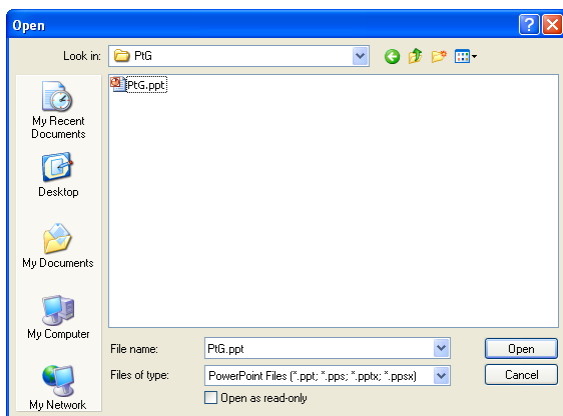 Open
Look in:
PtG
PtG.ppt
My Recent
Documents
Desktop
My Documents
My Computer
My Network
File name:
PtG.ppt
Open
Files of type:
PowerPoint Files (*.ppt; *.pps; *.pptx; *.ppsx)
Cancel
Open as read-only